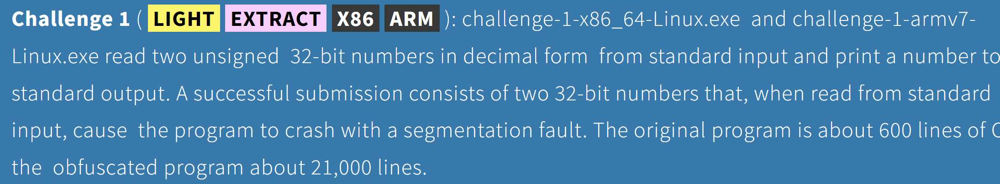 Challenge 1 ( LIGHT EXTRACT X86 ARM ): challenge-1-x86_64-Linux.exe and challenge-1-armv7-
Linux.exe read two unsigned 32-bit numbers in decimal form from standard input and print a number to
standard output. A successful submission consists of two 32-bit numbers that, when read from standard
input, cause the program to crash with a segmentation fault. The original program is about 600 lines of C
the obfuscated program about 21,000 lines.